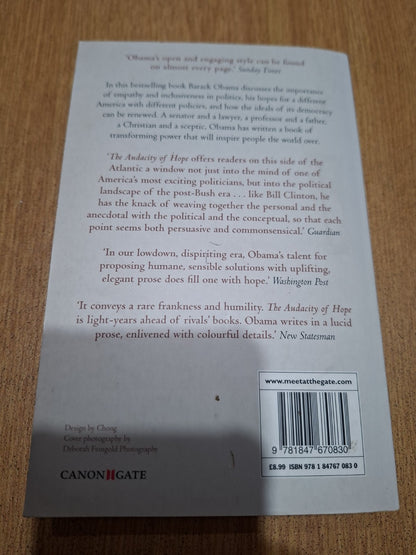 ‘Obama’s open and engaging style can be found
on almost every page.’ Sunday Times
In this bestselling book Barack Obama discusses the importance
of empathy and inclusiveness in politics, his hopes for a different
America with different policies, and how the ideals of its democracy
can be renewed. A senator and a lawyer, a professor and a father,
a Christian and a sceptic, Obama has written a book of
transforming power that will inspire people the world over.
‘The Audacity of Hope offers readers on this side of the
Atlantic a window not just into the mind of one of
America’s most exciting politicians, but into the political
landscape of the post-Bush era . . . like Bill Clinton, he
has the knack of weaving together the personal and the
anecdotal with the political and the conceptual, so that each
point seems both persuasive and commonsensical.’ Guardian
‘In our lowdown, dispiriting era, Obama’s talent for
proposing humane, sensible solutions with uplifting,
elegant prose does fill one with hope.’ Washington Post
‘It conveys a rare frankness and humility. The Audacity of Hope
is light-years ahead of rivals’ books. Obama writes in a lucid
prose, enlivened with colourful details.’ New Statesman
www.meetatthegate.com
9 781847 670830
£8.99 ISBN 978 1 84767 083 0
Design by Chong
Cover photography by
Deborah Feingold Photography
CANONGATE